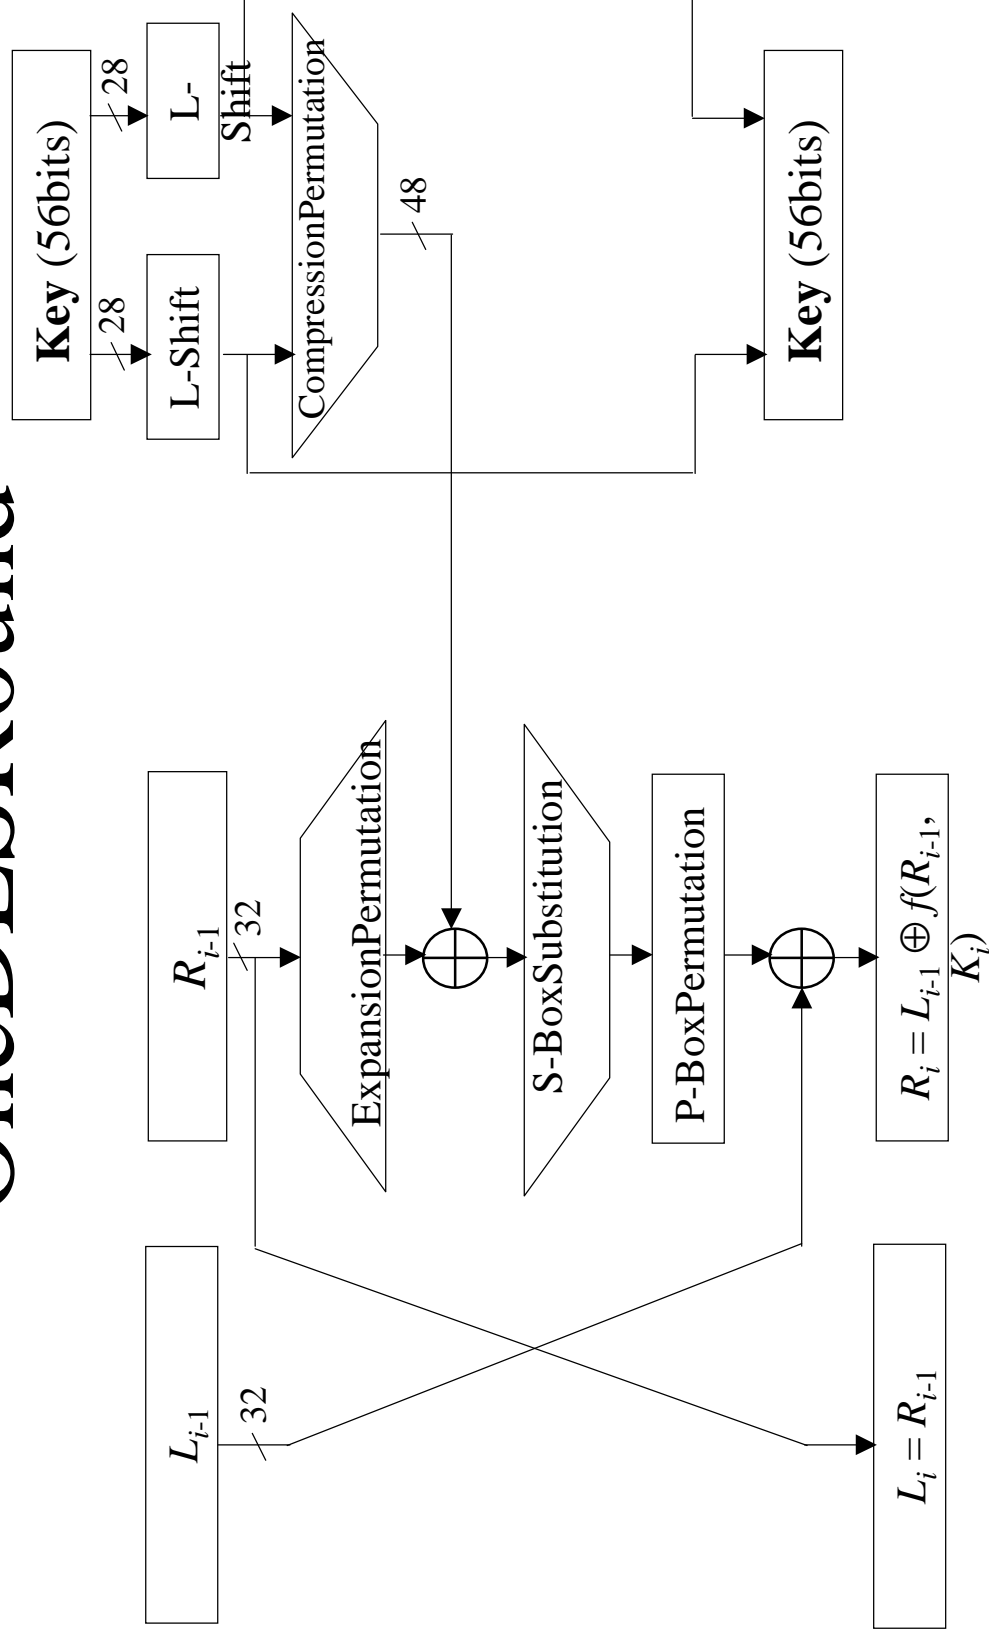 OneDESRound
L_{i-1}
R_{i-1}
Key (56bits)
32
32
28
28
L-Shift
L-
Shift
ExpansionPermutation
CompressionPermutation
48
S-BoxSubstitution
P-BoxPermutation
L_i = R_{i-1}
R_i = L_{i-1} ⊕ f(R_{i-1},
K_i)
Key (56bits)